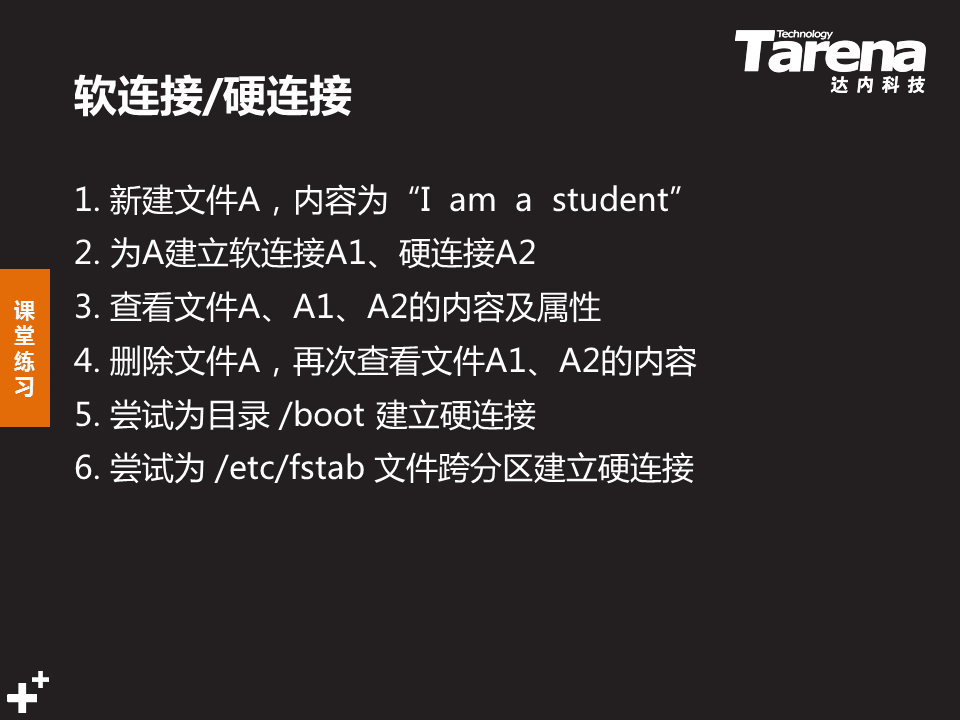 Technology
Tarena
达内科技
软连接/硬连接
1. 新建文件A，内容为“I am a student”
2. 为A建立软连接A1、硬连接A2
3. 查看文件A、A1、A2的内容及属性
4. 删除文件A，再次查看文件A1、A2的内容
5. 尝试为目录 /boot 建立硬连接
6. 尝试为 /etc/fstab 文件跨分区建立硬连接
课堂练习